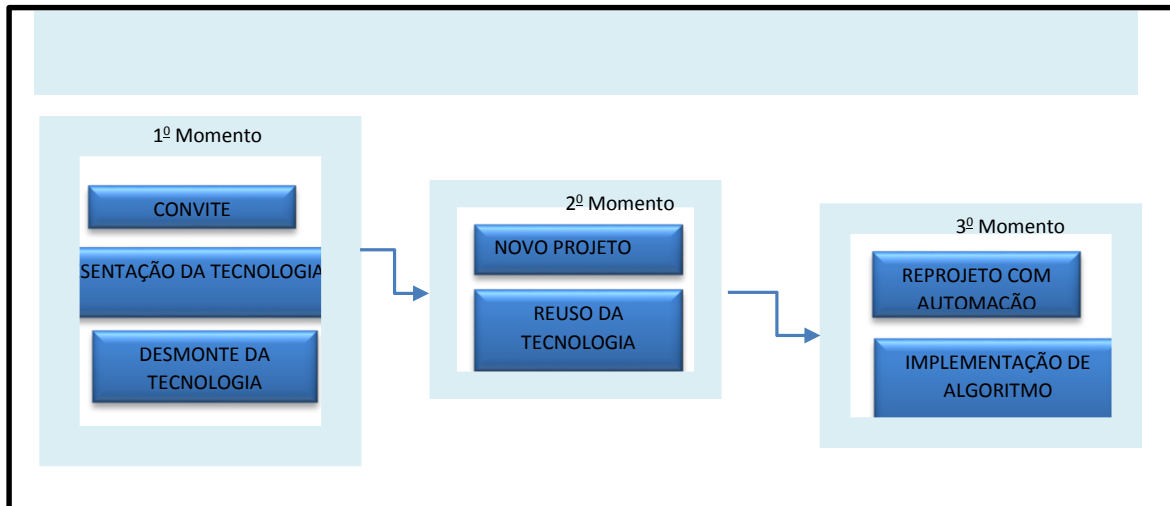 1º Momento
CONVITE
SENTAÇÃO DA TECNOLOGIA
DESMONTE DA
TECNOLOGIA
2º Momento
NOVO PROJETO
REUSO DA
TECNOLOGIA
3º Momento
REPROJETO COM
AUTOMAÇÃO
IMPLEMENTAÇÃO DE
ALGORITMO